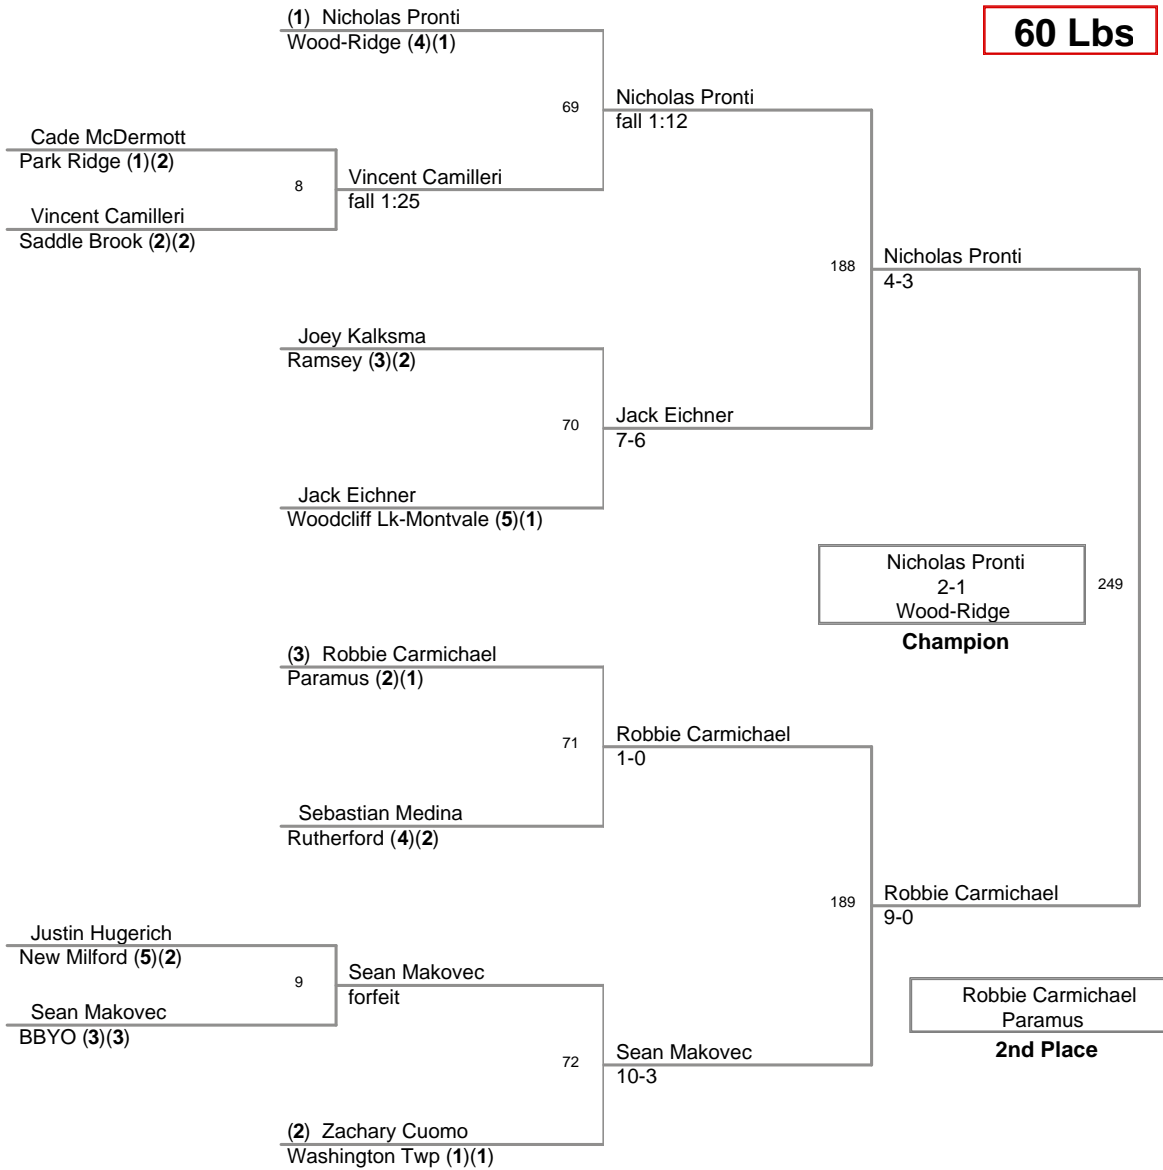 60 Lbs
(1) Nicholas Pronti
Wood-Ridge (4)(1)
69
Nicholas Pronti
fall 1:12
Cade McDermott
Park Ridge (1)(2)
8
Vincent Camilleri
fall 1:25
Vincent Camilleri
Saddle Brook (2)(2)
188
Nicholas Pronti
4-3
Joey Kalksma
Ramsey (3)(2)
70
Jack Eichner
7-6
Jack Eichner
Woodcliff Lk-Montvale (5)(1)
Nicholas Pronti
2-1
Wood-Ridge
249
Champion
(3) Robbie Carmichael
Paramus (2)(1)
71
Robbie Carmichael
1-0
Sebastian Medina
Rutherford (4)(2)
189
Robbie Carmichael
9-0
Justin Hugerich
New Milford (5)(2)
9
Sean Makovec
forfeit
Sean Makovec
BBYO (3)(3)
Robbie Carmichael
Paramus
2nd Place
72
Sean Makovec
10-3
(2) Zachary Cuomo
Washington Twp (1)(1)